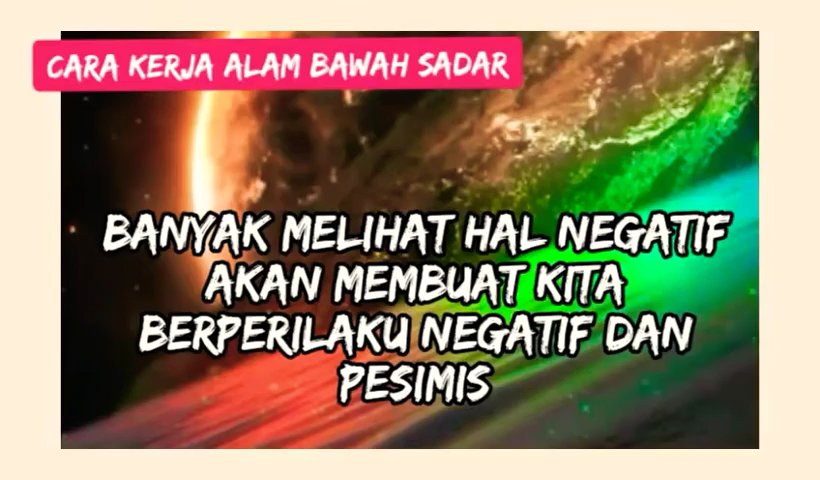 CARA KERJA ALAM BAWAH SADAR
BANYAK MELIHAT HAL NEGATIF
AKAN MEMBUAT KITA
BERPERILAKU NEGATIF DAN
PESIMIS